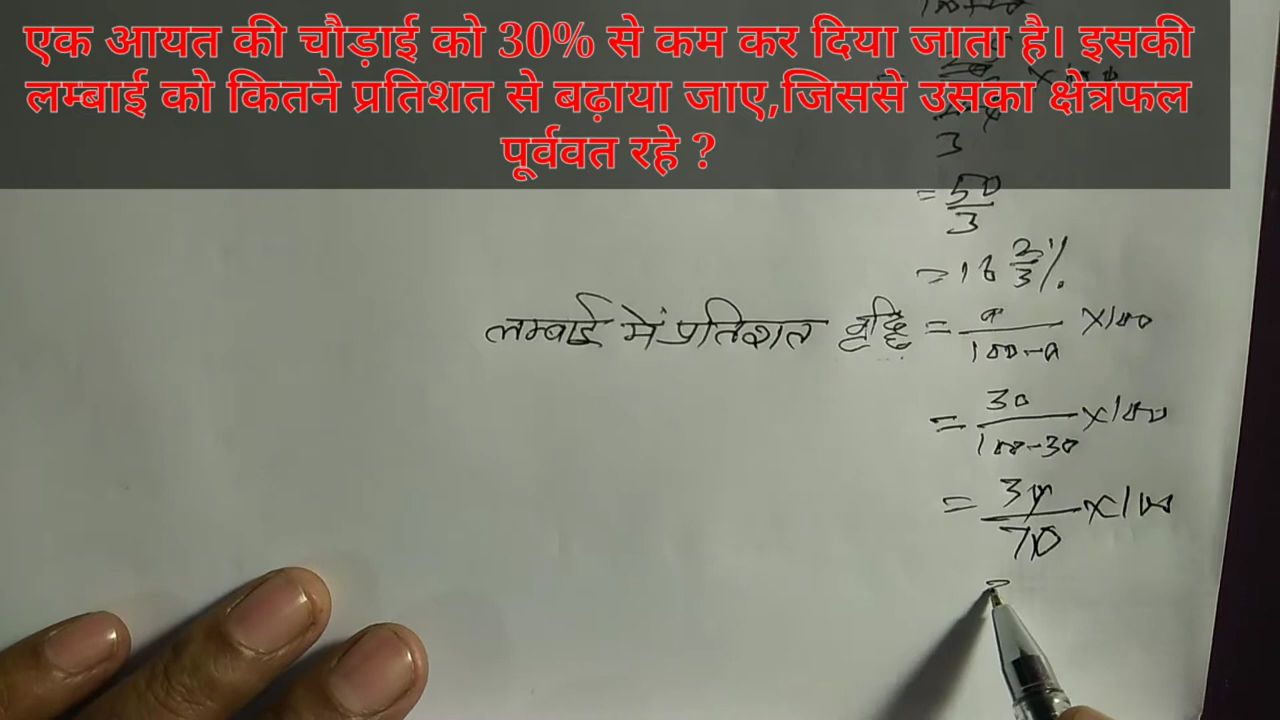 एक आयत की चौड़ाई को 30% से कम कर दिया जाता है। इसकी
लम्बाई को कितने प्रतिशत से बढ़ाया जाए,जिससे उसका क्षेत्रफल
पूर्ववत रहे ?
= 50/3
= 16 2/3 %
लम्बाई में प्रतिशत वृद्धि = a/100-a ×100
= 30/100-30 ×100
= 30/70 ×100